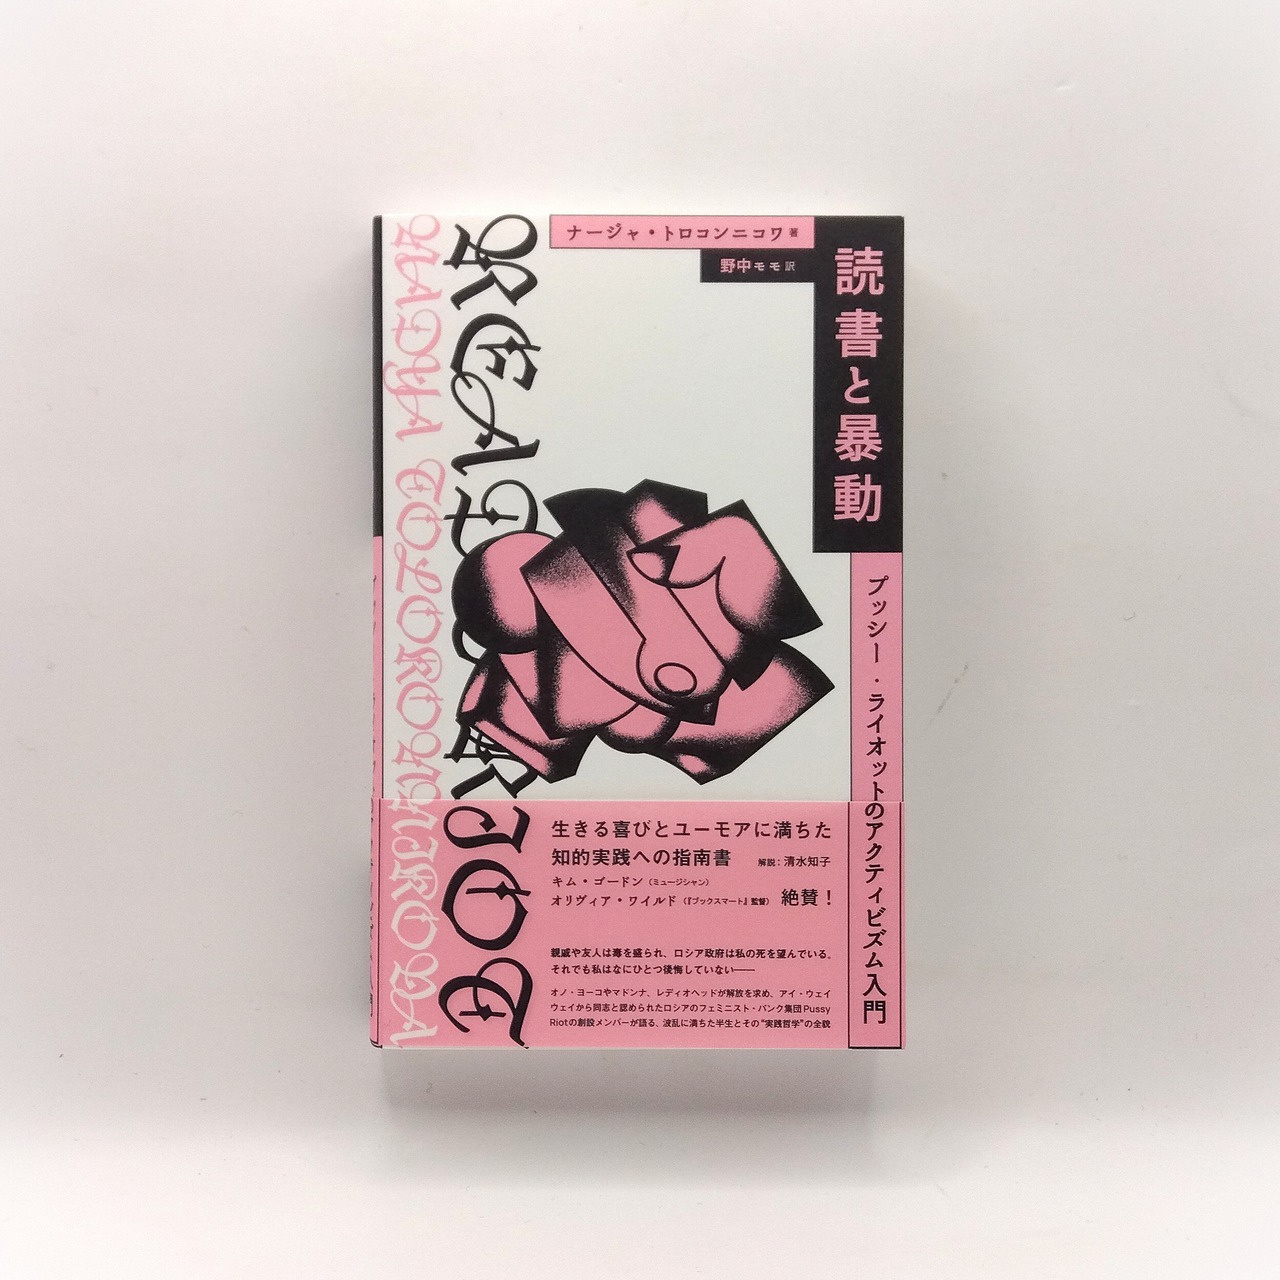 ナージャ・トロコンニコワ 著
野中モモ 訳
読書と暴動
プッシー・ライオットのアクティビズム入門
READ & RIOT
NADYA TOLOKONNIKOVA
生きる喜びとユーモアに満ちた
知的実践への指南書 解説：清水知子
キム・ゴードン（ミュージシャン）
オリヴィア・ワイルド（『ブックスマート』監督） 絶賛！
親戚や友人は毒を盛られ、ロシア政府は私の死を望んでいる。
それでも私はなにひとつ後悔していない――
オノ・ヨーコやマドンナ、レディオヘッドが解放を求め、アイ・ウェイ
ウェイから同志と認められたロシアのフェミニスト・パンク集団Pussy
Riotの創設メンバーが語る、波乱に満ちた半生とその“実践哲学”の全貌